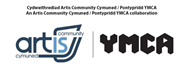 Cydweithrediad Artis Community Cymuned / Pontypridd YMCA
An Artis Community Cymuned / Pontypridd YMCA collaboration
community
artis
cymuned
YMCA